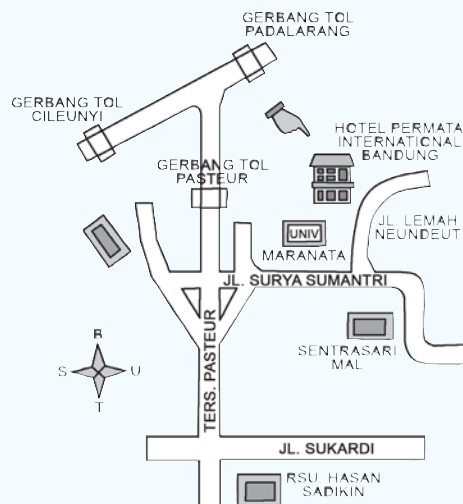 GERBANG TOL
PADALARANG
GERBANG TOL
CILEUNYI
HOTEL PERMATA
INTERNATIONAL
BANDUNG
GERBANG TOL
PASTEUR
JL. LEMAH
NEUNDEUT
UNIV
MARANATA
JL. SURYA SUMANTRI
TERS. PASTEUR
SENTRASARI
MAL
B
S
U
T
JL. SUKARDI
RSU. HASAN
SADIKIN